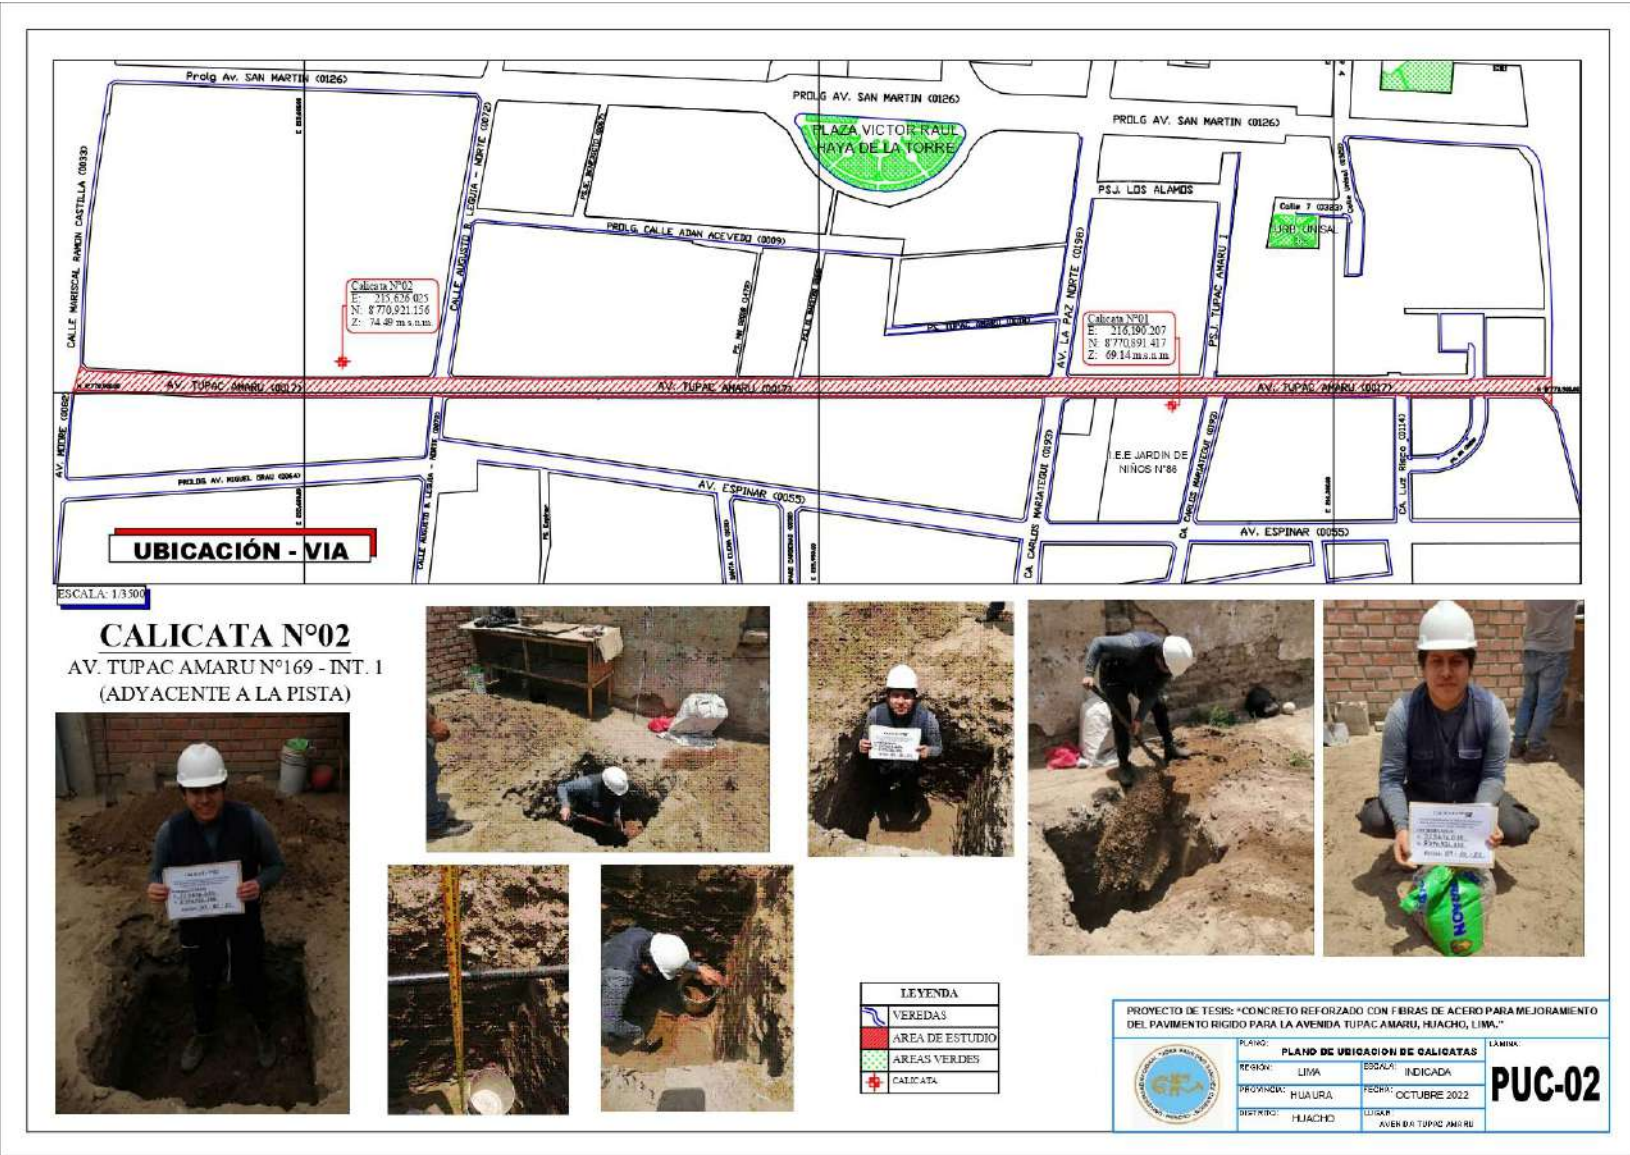 Prolg Av. SAN MARTIN (0126)
PROLG AV. SAN MARTIN (0126)
PROLG AV. SAN MARTIN (0126)
PLAZA VICTOR RAUL
HAYA DE LA TORRE
CALLE MARISCAL RAMON CASTILLA (0033)
CALLE AUGUSTO B. LEGUIA - NORTE (0072)
PROLG. CALLE ADAN ACEVEDO (0009)
PSJ. LOS ALAMOS
Calle 7 (0323)
URB. UNISAL
AV. LA PAZ NORTE (0198)
PSJ. TUPAC AMARU I
Calicata N°02
E: 215,626.025
N: 8'770,921.156
Z: 74.49 m.s.n.m.
Calicata N°01
E: 216,190.207
N: 8'770,891.417
Z: 69.14 m.s.n.m.
AV. TUPAC AMARU (0017)
AV. TUPAC AMARU (0017)
AV. TUPAC AMARU (0017)
AV. MOORE (0082)
PROLOG. AV. MIGUEL GRAU (0064)
AV. ESPINAR (0055)
AV. ESPINAR (0055)
CA. CARLOS MARIATEGUI (0193)
I.E.E JARDIN DE
NIÑOS N°86
CA. CARLOS MARIATEGUI (0193)
PS. Espinar
UBICACIÓN - VIA
ESCALA: 1/3500
CALICATA N°02
AV. TUPAC AMARU N°169 - INT. 1
(ADYACENTE A LA PISTA)
LEYENDA
VEREDAS
AREA DE ESTUDIO
AREAS VERDES
CALICATA
PROYECTO DE TESIS: "CONCRETO REFORZADO CON FIBRAS DE ACERO PARA MEJORAMIENTO
DEL PAVIMENTO RIGIDO PARA LA AVENIDA TUPAC AMARU, HUACHO, LIMA."
PLANO:
PLANO DE UBICACION DE CALICATAS
LÁMINA:
REGIÓN: LIMA
ESCALA: INDICADA
PUC-02
PROVINCIA: HUAURA
FECHA: OCTUBRE 2022
DISTRITO: HUACHO
LUGAR:
AVENIDA TUPAC AMARU